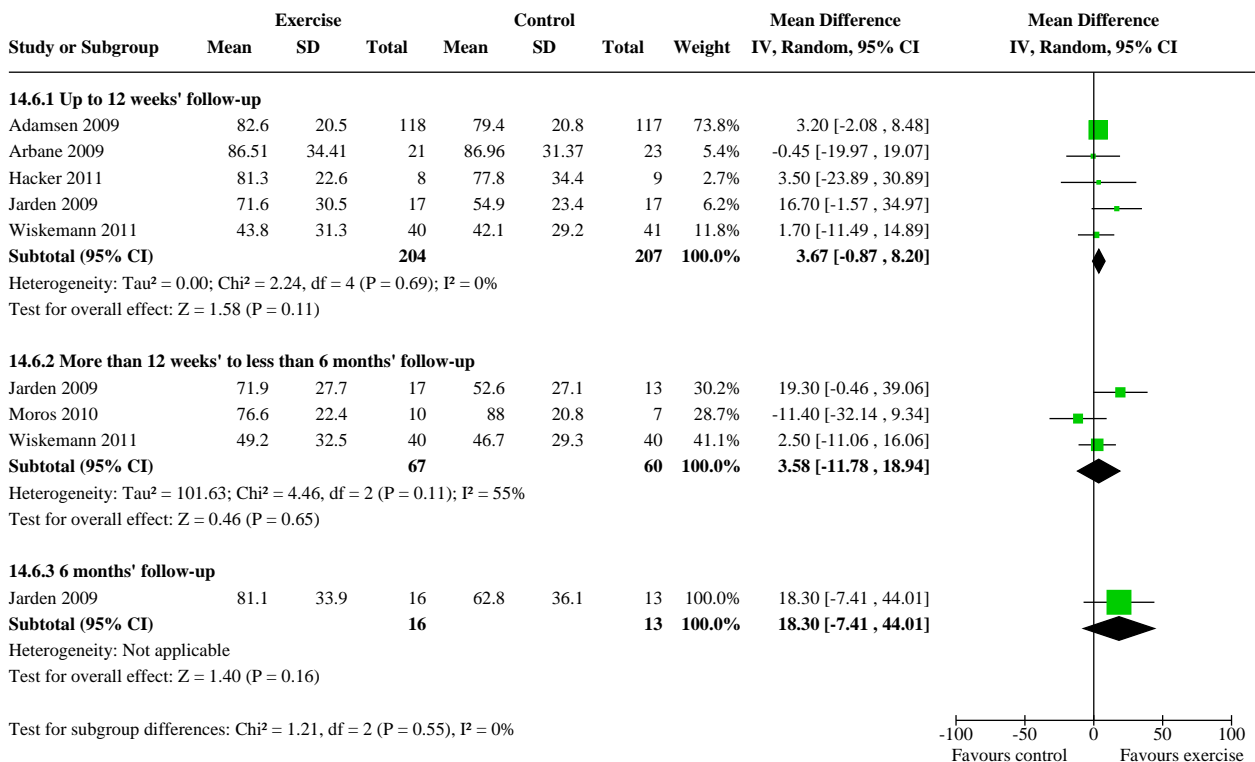 Exercise Control Mean Difference Mean Difference
Study or Subgroup Mean SD Total Mean SD Total Weight IV, Random, 95% CI IV, Random, 95% CI
14.6.1 Up to 12 weeks' follow-up
Adamsen 2009 82.6 20.5 118 79.4 20.8 117 73.8% 3.20 [-2.08 , 8.48]
Arbane 2009 86.51 34.41 21 86.96 31.37 23 5.4% -0.45 [-19.97 , 19.07]
Hacker 2011 81.3 22.6 8 77.8 34.4 9 2.7% 3.50 [-23.89 , 30.89]
Jarden 2009 71.6 30.5 17 54.9 23.4 17 6.2% 16.70 [-1.57 , 34.97]
Wiskemann 2011 43.8 31.3 40 42.1 29.2 41 11.8% 1.70 [-11.49 , 14.89]
Subtotal (95% CI) 204 207 100.0% 3.67 [-0.87 , 8.20]
Heterogeneity: Tau² = 0.00; Chi² = 2.24, df = 4 (P = 0.69); I² = 0%
Test for overall effect: Z = 1.58 (P = 0.11)
14.6.2 More than 12 weeks' to less than 6 months' follow-up
Jarden 2009 71.9 27.7 17 52.6 27.1 13 30.2% 19.30 [-0.46 , 39.06]
Moros 2010 76.6 22.4 10 88 20.8 7 28.7% -11.40 [-32.14 , 9.34]
Wiskemann 2011 49.2 32.5 40 46.7 29.3 40 41.1% 2.50 [-11.06 , 16.06]
Subtotal (95% CI) 67 60 100.0% 3.58 [-11.78 , 18.94]
Heterogeneity: Tau² = 101.63; Chi² = 4.46, df = 2 (P = 0.11); I² = 55%
Test for overall effect: Z = 0.46 (P = 0.65)
14.6.3 6 months' follow-up
Jarden 2009 81.1 33.9 16 62.8 36.1 13 100.0% 18.30 [-7.41 , 44.01]
Subtotal (95% CI) 16 13 100.0% 18.30 [-7.41 , 44.01]
Heterogeneity: Not applicable
Test for overall effect: Z = 1.40 (P = 0.16)
Test for subgroup differences: Chi² = 1.21, df = 2 (P = 0.55), I² = 0%
-100 -50 0 50 100
Favours control Favours exercise